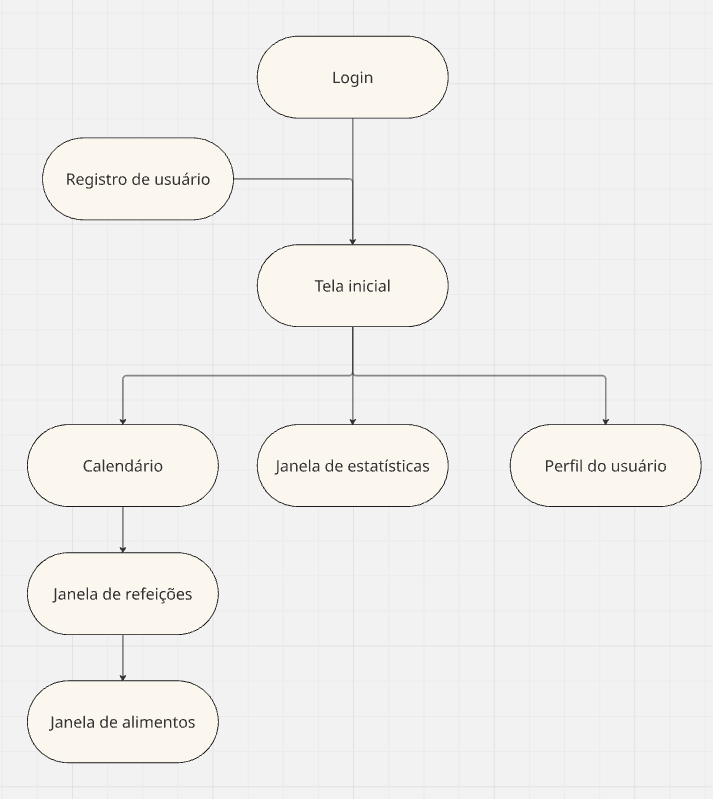 Login
Registro de usuário
Tela inicial
Calendário
Janela de estatísticas
Perfil do usuário
Janela de refeições
Janela de alimentos